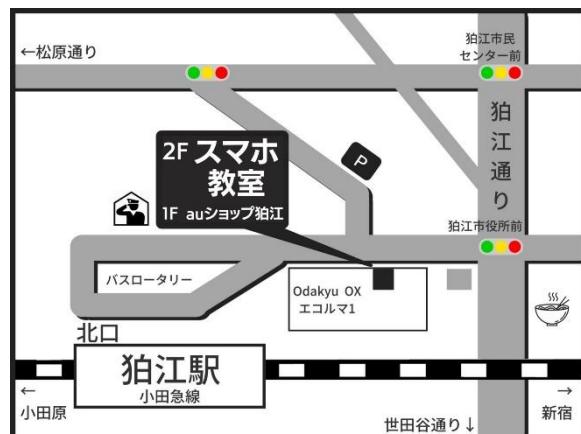 ←松原通り
狛江市民
センター前
狛江通り
2F スマホ
教室
1F auショップ狛江
P
狛江市役所前
バスロータリー
Odakyu OX
エコルマ1
北口
狛江駅
小田急線
←
小田原
→
新宿
世田谷通り↓